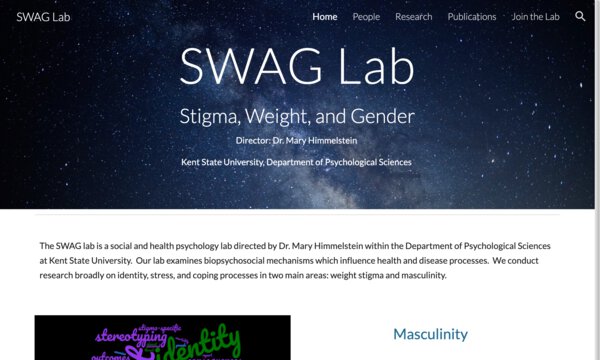 SWAG Lab
Home People Research Publications Join the Lab
SWAG Lab
Stigma, Weight, and Gender
Director: Dr. Mary Himmelstein
Kent State University, Department of Psychological Sciences
The SWAG lab is a social and health psychology lab directed by Dr. Mary Himmelstein within the Department of Psychological Sciences
at Kent State University. Our lab examines biopsychosocial mechanisms which influence health and disease processes. We conduct
research broadly on identity, stress, and coping processes in two main areas: weight stigma and masculinity.
stigma-specific
stereotyping
outcomes
identity
Masculinity